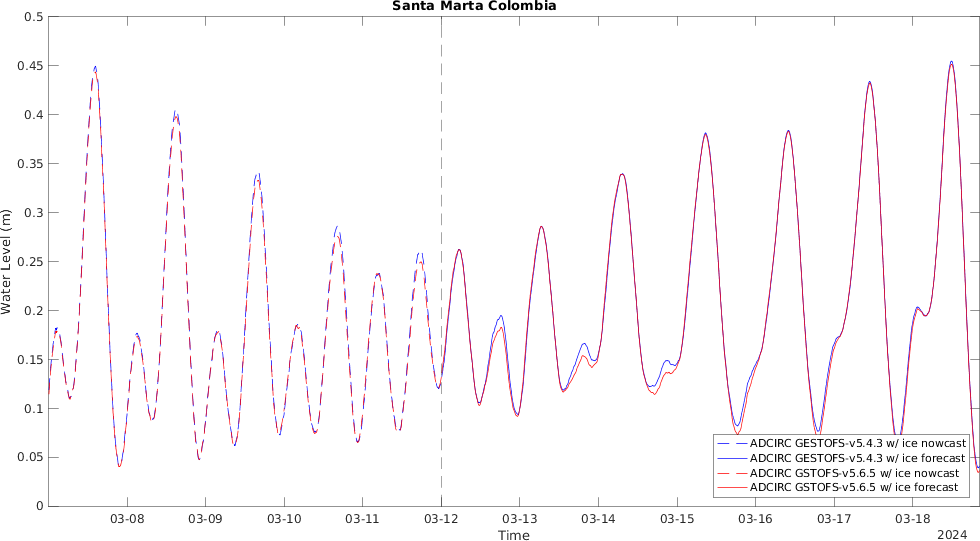 Santa Marta Colombia
0.5
0.45
0.4
0.35
0.3
0.25
0.2
0.15
0.1
0.05
0
Water Level (m)
ADCIRC GESTOFS-v5.4.3 w/ ice nowcast
ADCIRC GESTOFS-v5.4.3 w/ ice forecast
ADCIRC GSTOFS-v5.6.5 w/ ice nowcast
ADCIRC GSTOFS-v5.6.5 w/ ice forecast
03-08 03-09 03-10 03-11 03-12 03-13 03-14 03-15 03-16 03-17 03-18
Time
2024